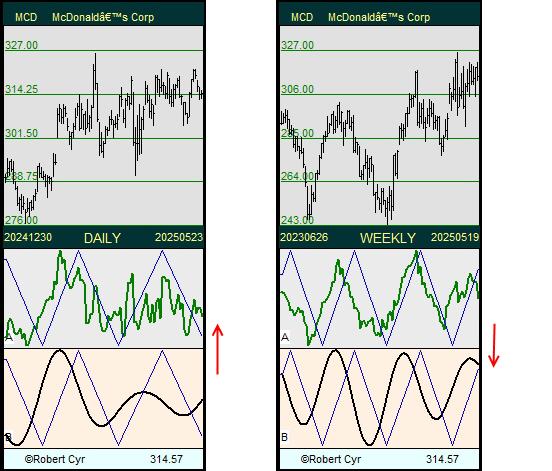 MCD McDonaldâ€™s Corp
327.00
314.25
301.50
288.75
276.00
20241230 DAILY 20250523
A
B
©Robert Cyr 314.57
MCD McDonaldâ€™s Corp
327.00
306.00
285.00
264.00
243.00
20230626 WEEKLY 20250519
A
B
©Robert Cyr 314.57